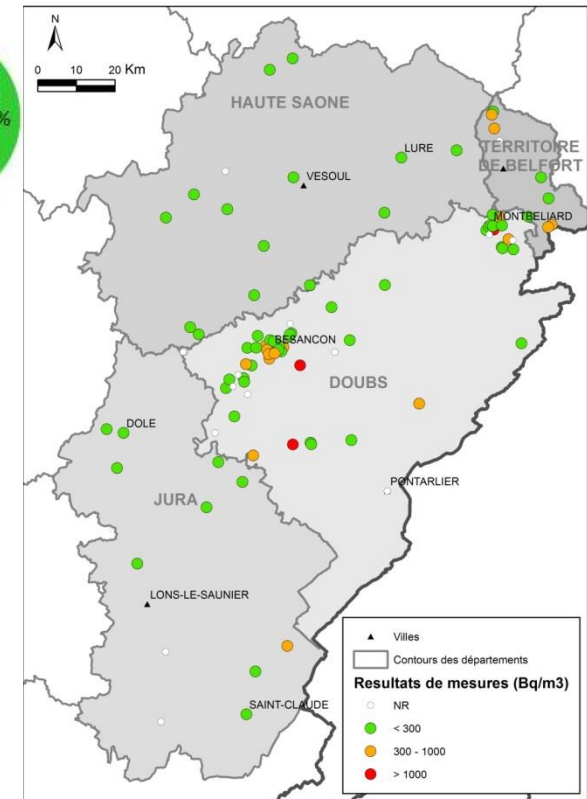 %
N
0 10 20 Km
HAUTE SAONE
LURE
VESOUL
TERRITOIRE
DE BELFORT
MONTBELIARD
BESANCON
DOUBS
DOLE
PONTARLIER
JURA
LONS-LE-SAUNIER
SAINT-CLAUDE
Villes
Contours des départements
Resultats de mesures (Bq/m3)
NR
< 300
300 - 1000
> 1000